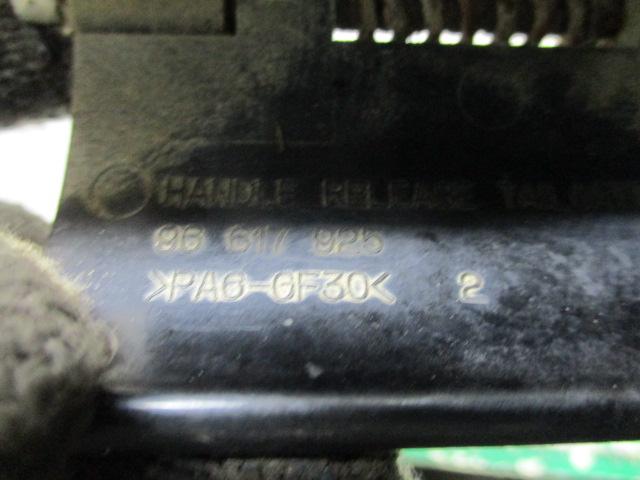 HANDLE RELEASE
96 617 925
>PA6-GF30< 2